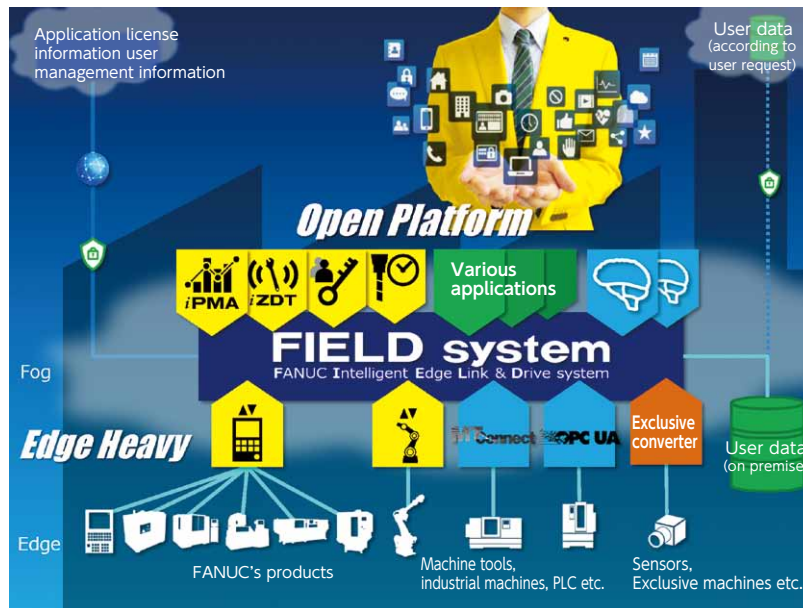 Application license
information user
management information
User data
(according to
user request)
Open Platform
iPMA
iZDT
Various
applications
FIELD system
FANUC Intelligent Edge Link & Drive system
Fog
Edge Heavy
MTConnect
OPC UA
Exclusive
converter
User data
(on premise
Edge
FANUC's products
Machine tools,
industrial machines, PLC etc.
Sensors,
Exclusive machines etc.